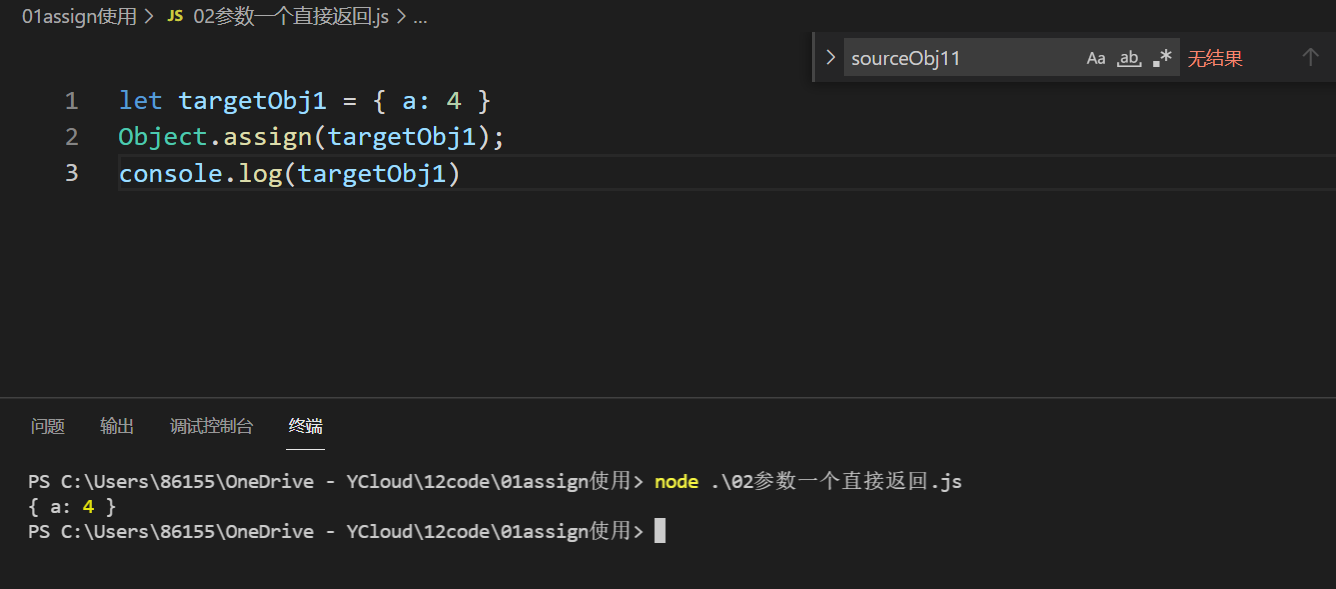 01assign使用 > JS 02参数一个直接返回.js > ...
sourceObj11 Aa ab .* 无结果
1 let targetObj1 = { a: 4 }
2 Object.assign(targetObj1);
3 console.log(targetObj1)
问题 输出 调试控制台 终端
PS C:\Users\86155\OneDrive - YCloud\12code\01assign使用> node .\02参数一个直接返回.js
{ a: 4 }
PS C:\Users\86155\OneDrive - YCloud\12code\01assign使用>